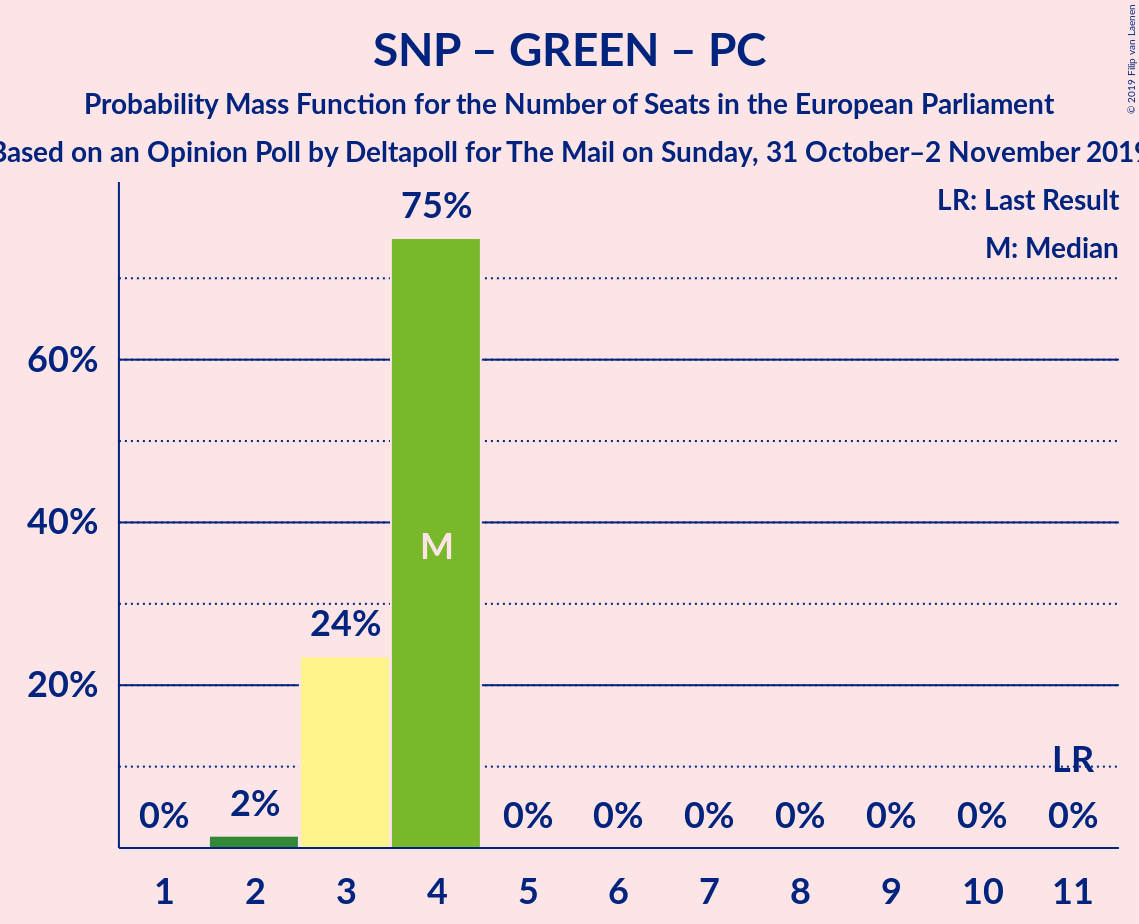 SNP – GREEN – PC
Probability Mass Function for the Number of Seats in the European Parliament
Based on an Opinion Poll by Deltapoll for The Mail on Sunday, 31 October–2 November 2019
© 2019 Filip van Laenen
LR: Last Result
M: Median
75%
60%
40%
M
24%
20%
LR
0% 2% 0% 0% 0% 0% 0% 0% 0%
1 2 3 4 5 6 7 8 9 10 11